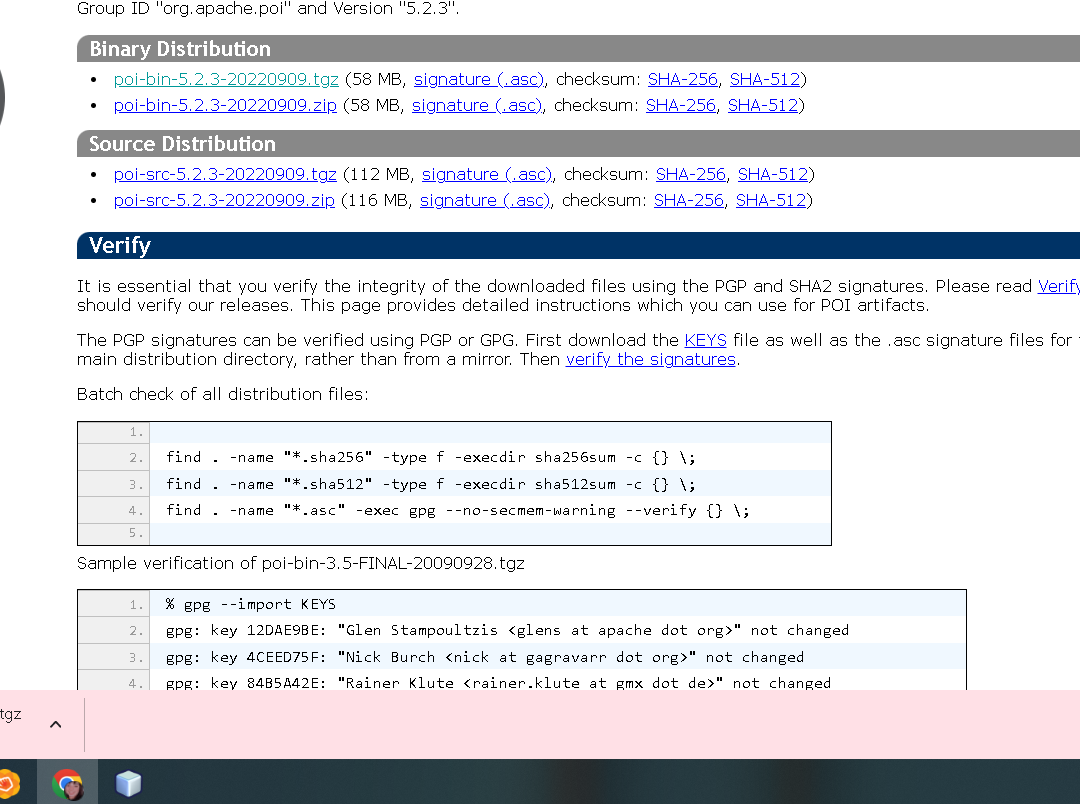 Group ID "org.apache.poi" and Version "5.2.3".
Binary Distribution
• poi-bin-5.2.3-20220909.tgz (58 MB, signature (.asc), checksum: SHA-256, SHA-512)
• poi-bin-5.2.3-20220909.zip (58 MB, signature (.asc), checksum: SHA-256, SHA-512)
Source Distribution
• poi-src-5.2.3-20220909.tgz (112 MB, signature (.asc), checksum: SHA-256, SHA-512)
• poi-src-5.2.3-20220909.zip (116 MB, signature (.asc), checksum: SHA-256, SHA-512)
Verify
It is essential that you verify the integrity of the downloaded files using the PGP and SHA2 signatures. Please read Verify
should verify our releases. This page provides detailed instructions which you can use for POI artifacts.
The PGP signatures can be verified using PGP or GPG. First download the KEYS file as well as the .asc signature files for
main distribution directory, rather than from a mirror. Then verify the signatures.
Batch check of all distribution files:
1.
2. find . -name "*.sha256" -type f -execdir sha256sum -c {} \;
3. find . -name "*.sha512" -type f -execdir sha512sum -c {} \;
4. find . -name "*.asc" -exec gpg --no-secmem-warning --verify {} \;
5.
Sample verification of poi-bin-3.5-FINAL-20090928.tgz
1. % gpg --import KEYS
2. gpg: key 12DAE9BE: "Glen Stampoultzis <glens at apache dot org>" not changed
3. gpg: key 4CEED75F: "Nick Burch <nick at gagravarr dot org>" not changed
4. gpg: key 84B5A42E: "Rainer Klute <rainer.klute at gmx dot de>" not changed
tgz